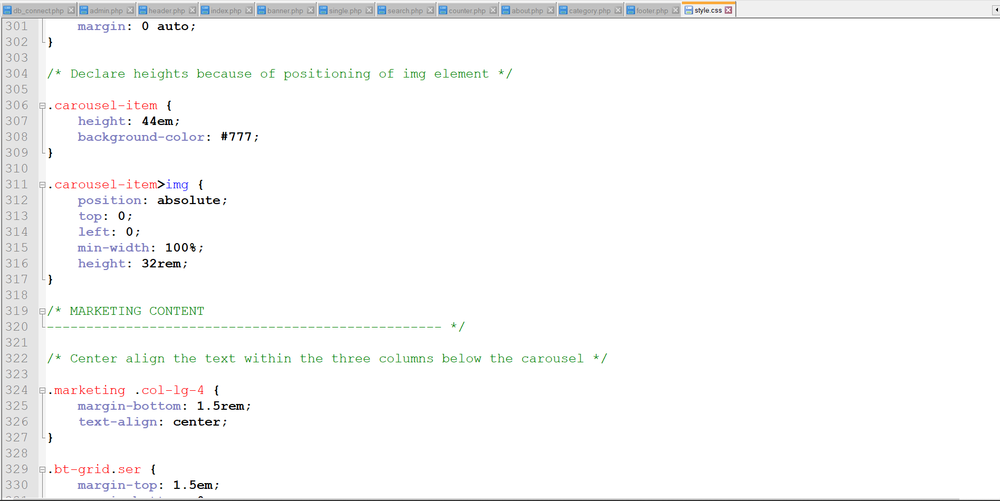 db_connect.php admin.php header.php index.php banner.php single.php search.php counter.php about.php category.php footer.php style.css
301 margin: 0 auto;
302 }
303
304 /* Declare heights because of positioning of img element */
305
306 .carousel-item {
307 height: 44em;
308 background-color: #777;
309 }
310
311 .carousel-item>img {
312 position: absolute;
313 top: 0;
314 left: 0;
315 min-width: 100%;
316 height: 32rem;
317 }
318
319 /* MARKETING CONTENT
320 -------------------------------------------------- */
321
322 /* Center align the text within the three columns below the carousel */
323
324 .marketing .col-lg-4 {
325 margin-bottom: 1.5rem;
326 text-align: center;
327 }
328
329 .bt-grid.ser {
330 margin-top: 1.5em;